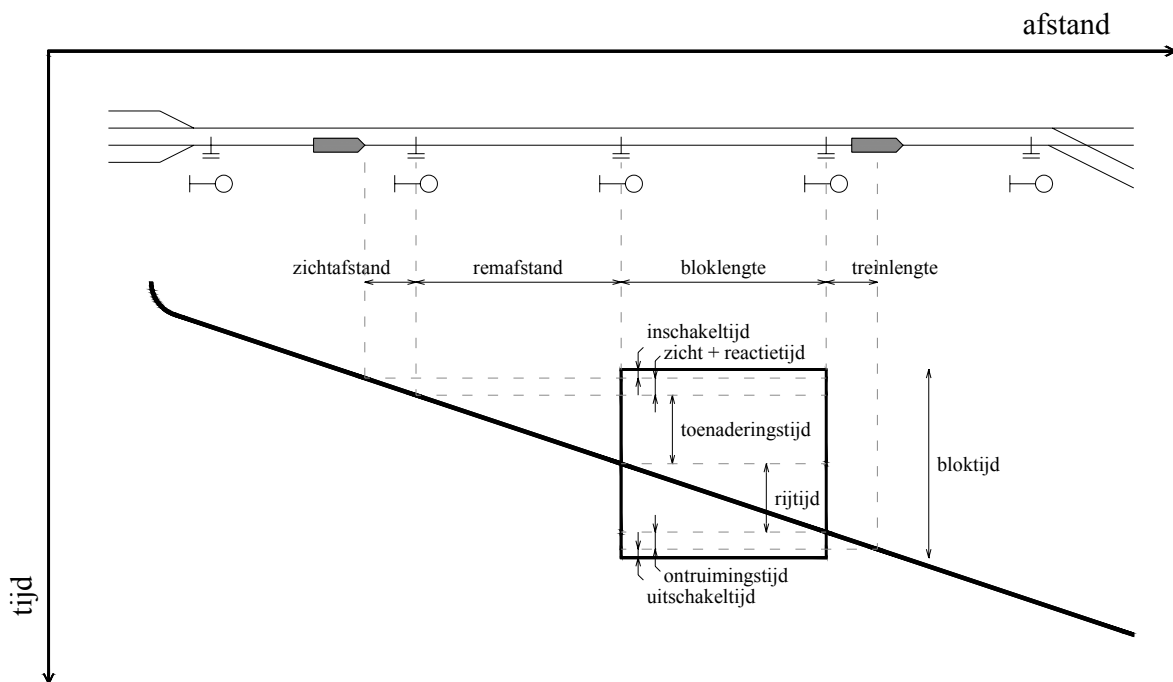 afstand
zichtafstand
remafstand
bloklengte
treinlengte
inschakeltijd
zicht + reactietijd
toenaderingstijd
bloktijd
rijtijd
ontruimingstijd
uitschakeltijd
tijd